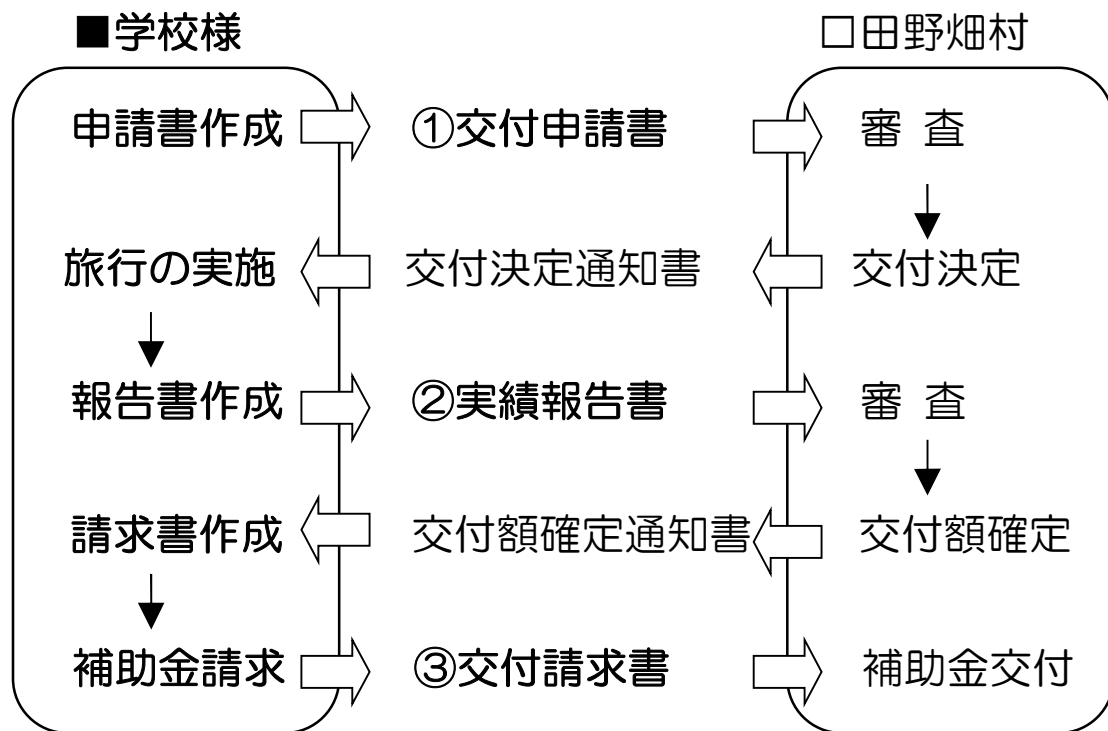 ■学校様 □田野畑村
申請書作成 ①交付申請書 審 査
旅行の実施 交付決定通知書 交付決定
報告書作成 ②実績報告書 審 査
請求書作成 交付額確定通知書 交付額確定
補助金請求 ③交付請求書 補助金交付